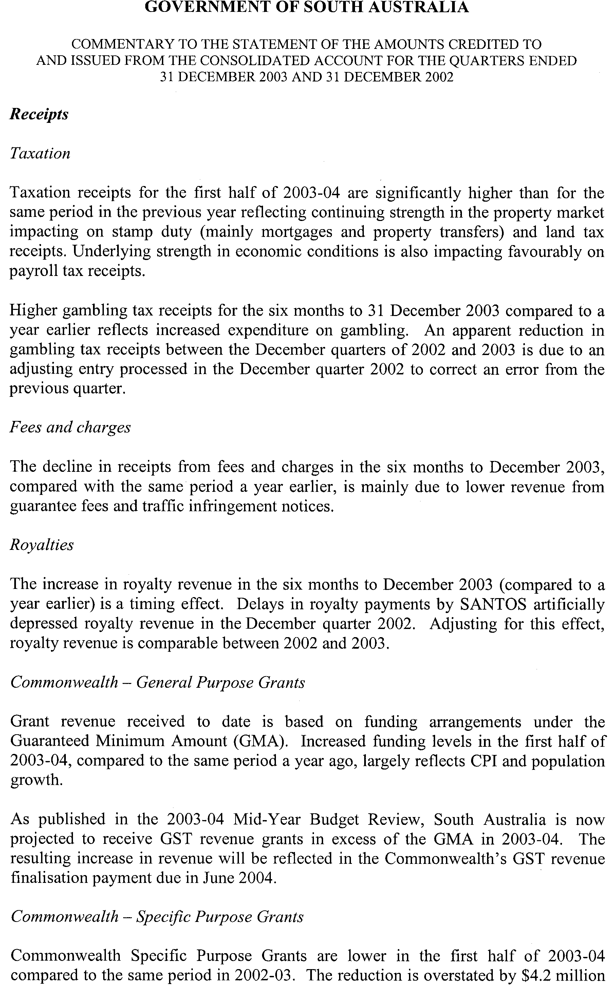 GOVERNMENT OF SOUTH AUSTRALIA
COMMENTARY TO THE STATEMENT OF THE AMOUNTS CREDITED TO
AND ISSUED FROM THE CONSOLIDATED ACCOUNT FOR THE QUARTERS ENDED
31 DECEMBER 2003 AND 31 DECEMBER 2002
Receipts
Taxation
Taxation receipts for the first half of 2003-04 are significantly higher than for the
same period in the previous year reflecting continuing strength in the property market
impacting on stamp duty (mainly mortgages and property transfers) and land tax
receipts. Underlying strength in economic conditions is also impacting favourably on
payroll tax receipts.
Higher gambling tax receipts for the six months to 31 December 2003 compared to a
year earlier reflects increased expenditure on gambling. An apparent reduction in
gambling tax receipts between the December quarters of 2002 and 2003 is due to an
adjusting entry processed in the December quarter 2002 to correct an error from the
previous quarter.
Fees and charges
The decline in receipts from fees and charges in the six months to December 2003,
compared with the same period a year earlier, is mainly due to lower revenue from
guarantee fees and traffic infringement notices.
Royalties
The increase in royalty revenue in the six months to December 2003 (compared to a
year earlier) is a timing effect. Delays in royalty payments by SANTOS artificially
depressed royalty revenue in the December quarter 2002. Adjusting for this effect,
royalty revenue is comparable between 2002 and 2003.
Commonwealth – General Purpose Grants
Grant revenue received to date is based on funding arrangements under the
Guaranteed Minimum Amount (GMA). Increased funding levels in the first half of
2003-04, compared to the same period a year ago, largely reflects CPI and population
growth.
As published in the 2003-04 Mid-Year Budget Review, South Australia is now
projected to receive GST revenue grants in excess of the GMA in 2003-04. The
resulting increase in revenue will be reflected in the Commonwealth's GST revenue
finalisation payment due in June 2004.
Commonwealth – Specific Purpose Grants
Commonwealth Specific Purpose Grants are lower in the first half of 2003-04
compared to the same period in 2002-03. The reduction is overstated by $4.2 million